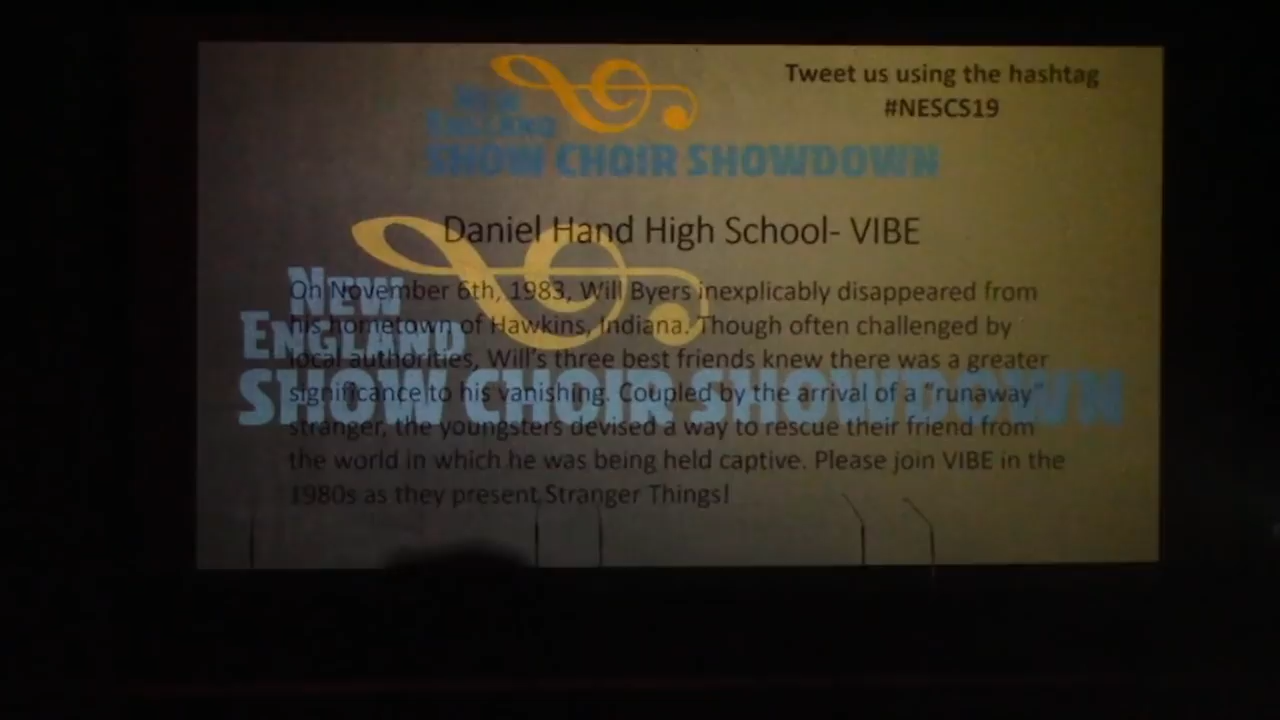 Tweet us using the hashtag
#NESCS19
NEW
ENGLAND
SHOW CHOIR SHOWDOWN
Daniel Hand High School- VIBE
NEW
ENGLAND
SHOW CHOIR SHOWDOWN
On November 6th, 1983, Will Byers inexplicably disappeared from
his hometown of Hawkins, Indiana. Though often challenged by
local authorities, Will's three best friends knew there was a greater
significance to his vanishing. Coupled by the arrival of a "runaway"
stranger, the youngsters devised a way to rescue their friend from
the world in which he was being held captive. Please join VIBE in the
1980s as they present Stranger Things!